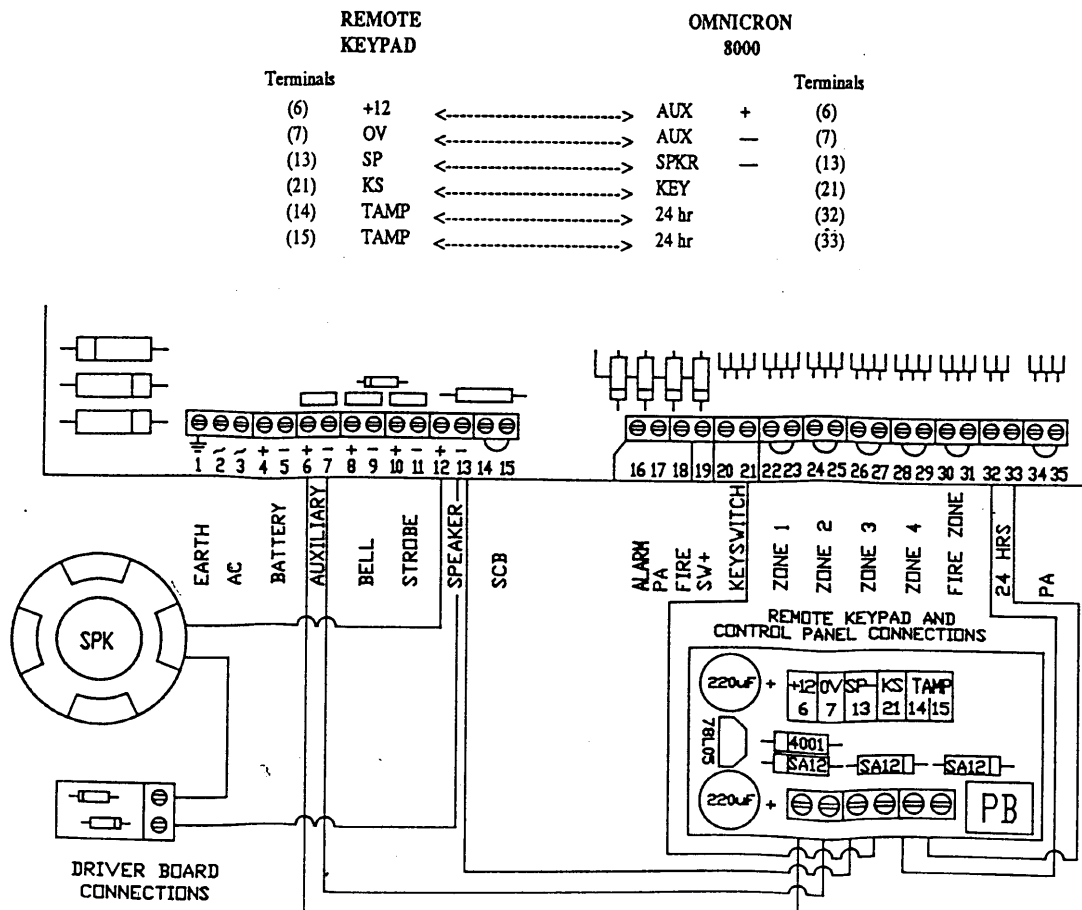 REMOTE KEYPAD
OMNICRON 8000
Terminals
Terminals
(6) +12 <----------------------> AUX + (6)
(7) OV <----------------------> AUX — (7)
(13) SP <----------------------> SPKR — (13)
(21) KS <----------------------> KEY (21)
(14) TAMP <----------------------> 24 hr (32)
(15) TAMP <----------------------> 24 hr (33)
+ - + - + - + - + -
1 2 3 4 5 6 7 8 9 10 11 12 13 14 15
16 17 18 19 20 21 22 23 24 25 26 27 28 29 30 31 32 33 34 35
EARTH
AC
BATTERY
AUXILIARY
BELL
STROBE
SPEAKER
SCB
ALARM
PA
FIRE
SW+
KEYSWITCH
ZONE 1
ZONE 2
ZONE 3
ZONE 4
FIRE ZONE
24 HRS
PA
SPK
DRIVER BOARD
CONNECTIONS
REMOTE KEYPAD AND
CONTROL PANEL CONNECTIONS
220uF +
+12 0V SP- KS TAMP
6 7 13 21 14 15
78L05
4001
SA12 SA12 SA12
220uF +
PB